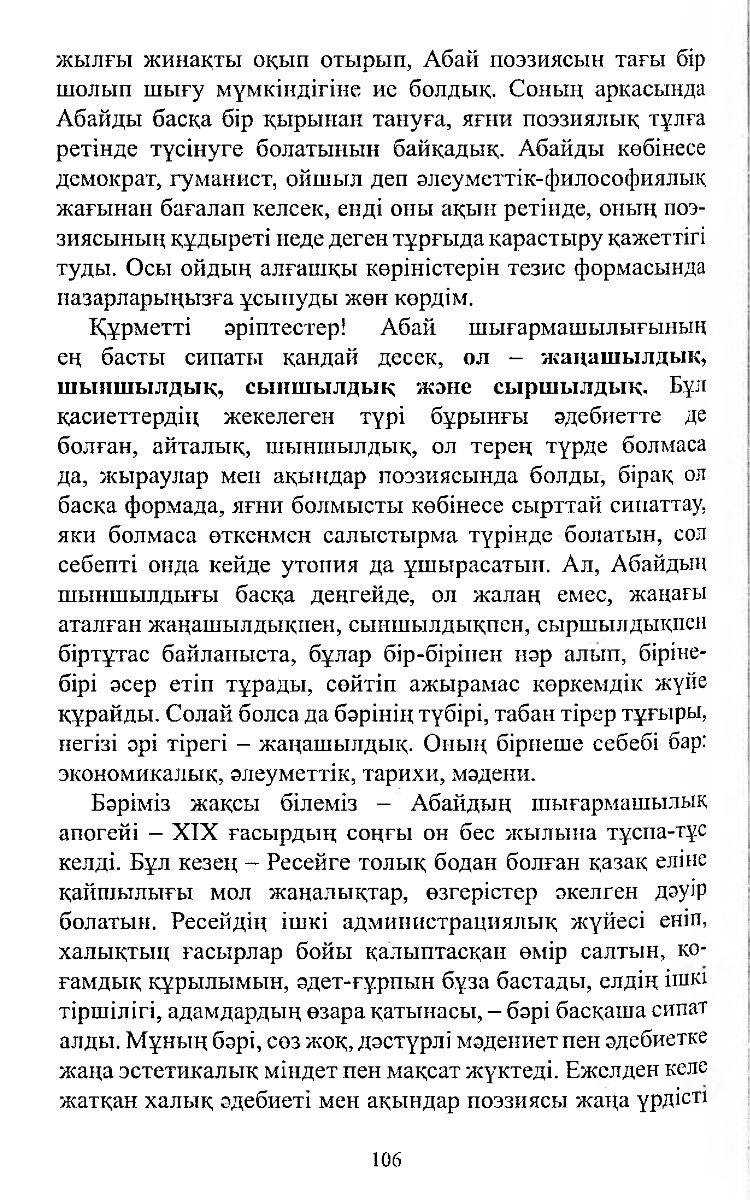 жылғы жинақты оқып отырып, Абай поэзиясын тағы бір
шолып шығу мүмкіндігіне ие болдық. Соның арқасында
Абайды басқа бір қырынан тануға, яғни поэзиялық тұлға
ретінде түсінуге болатынын байқадық. Абайды көбінесе
демократ, гуманист, ойшыл деп әлеуметтік-философиялық
жағынан бағалап келсек, енді оны ақын ретінде, оның поэ-
зиясының құдыреті неде деген тұрғыда қарастыру қажеттігі
туды. Осы ойдың алғашқы көріністерін тезис формасында
назарларыңызға ұсынуды жөн көрдім.
Құрметті әріптестер! Абай шығармашылығының
ең басты сипаты қандай десек, ол – жаңашылдық,
шыншылдық, сыншылдық және сыршылдық. Бұл
қасиеттердің жекелеген түрі бұрынғы әдебиетте де
болған, айталық, шыншылдық, ол терең түрде болмаса
да, жыраулар мен ақындар поэзиясында болды, бірақ ол
басқа формада, яғни болмысты көбінесе сырттай сипаттау,
яки болмаса өткенмен салыстырма түрінде болатын, сол
себепті онда кейде утопия да ұшырасатын. Ал, Абайдың
шыншылдығы басқа деңгейде, ол жалаң емес, жаңағы
аталған жаңашылдықпен, сыншылдықпен, сыршылдықпен
біртұтас байланыста, бұлар бір-бірінен нәр алып, біріне-
бірі әсер етіп тұрады, сөйтіп ажырамас көркемдік жүйе
құрайды. Солай болса да бәрінің түбірі, табан тірер тұғыры,
негізі әрі тірегі – жаңашылдық. Оның бірнеше себебі бар:
экономикалық, әлеуметтік, тарихи, мәдени.
Бәріміз жақсы білеміз – Абайдың шығармашылық
апогейі – XIX ғасырдың соңғы он бес жылына тұспа-тұс
келді. Бұл кезең – Ресейге толық бодан болған қазақ еліне
қайшылығы мол жаңалықтар, өзгерістер әкелген дәуір
болатын. Ресейдің ішкі административтік жүйесі еніп,
халықтың ғасырлар бойы қалыптасқан өмір салтын, қо-
ғамдық құрылымын, әдет-ғұрпын бұза бастады, елдің ішкі
тіршілігі, адамдардың өзара қатынасы, – бәрі басқаша сипат
алды. Мұның бәрі, сөз жоқ, дәстүрлі мәдениет пен әдебиетке
жаңа эстетикалық міндет пен мақсат жүктеді. Ежелден келе
жатқан халық әдебиеті мен ақындар поэзиясы жаңа үрдісті
106